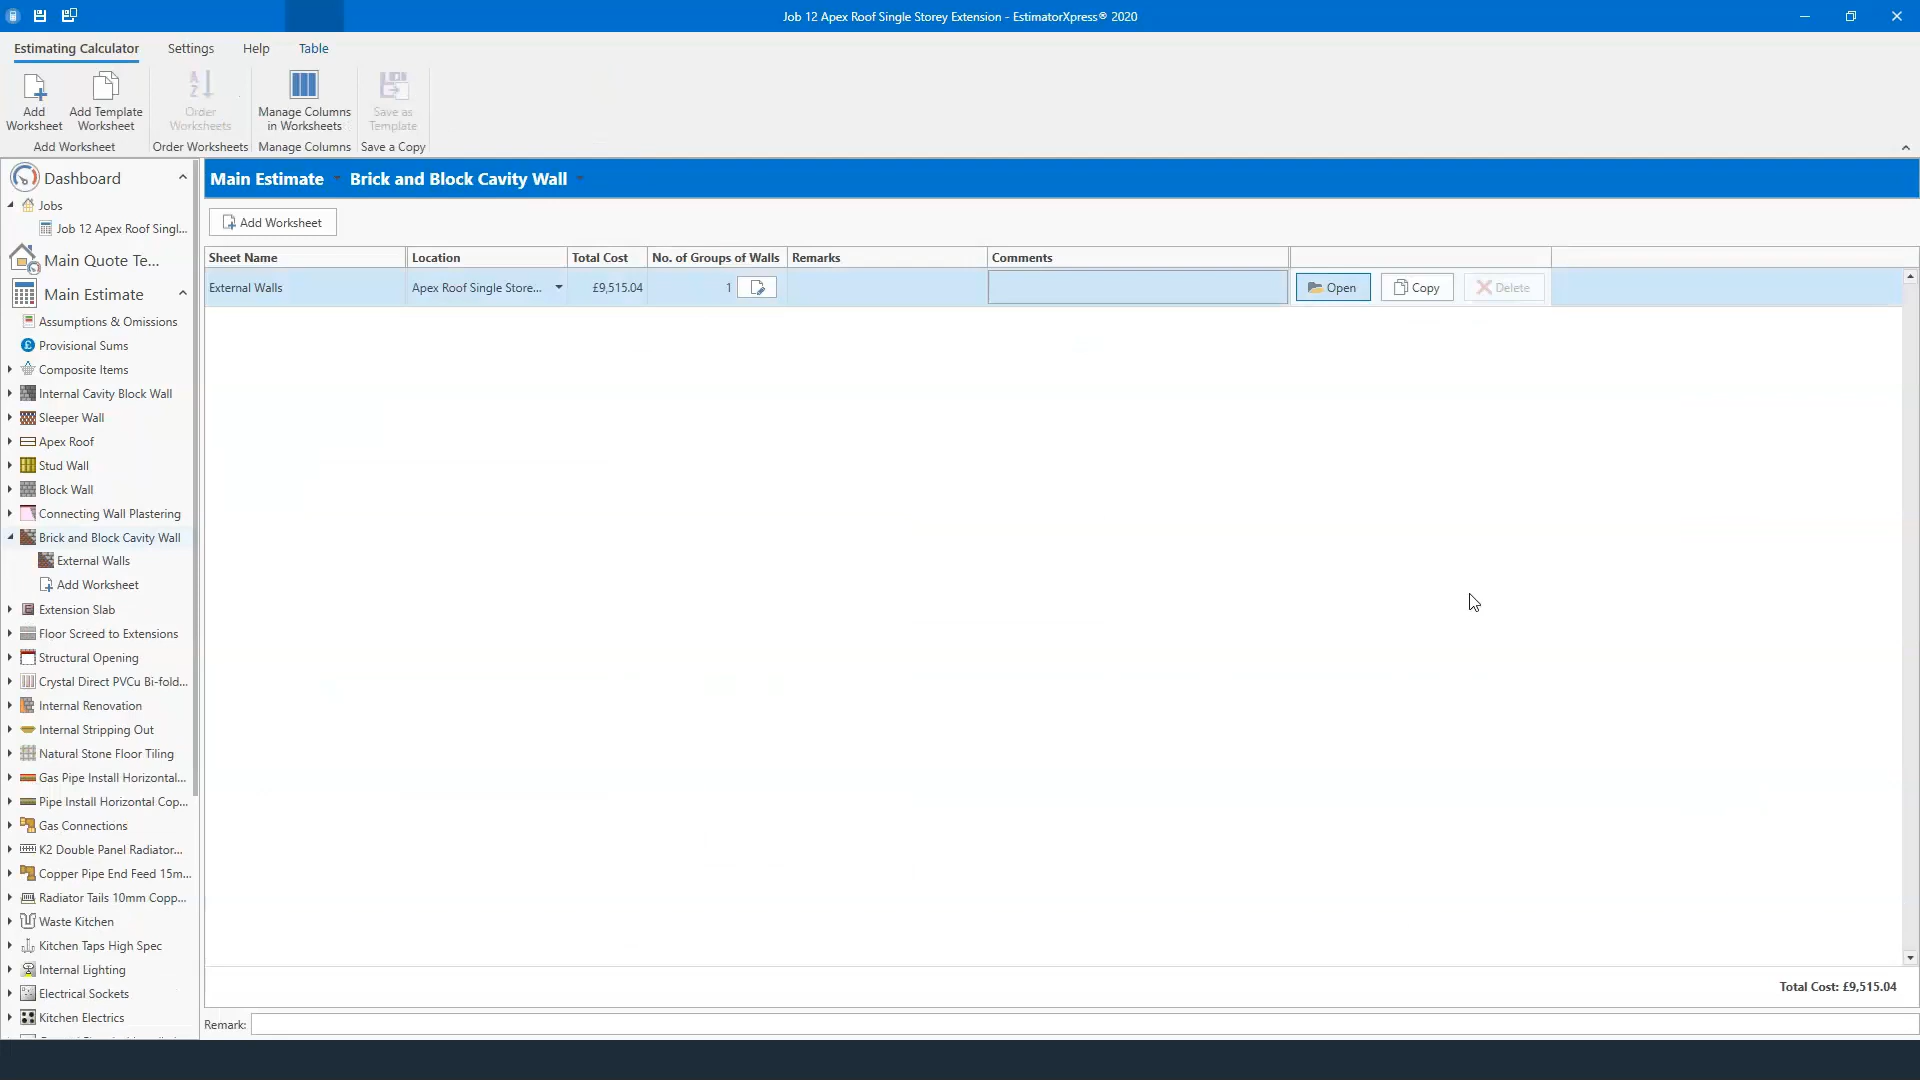 Job 12 Apex Roof Single Storey Extension - EstimatorXpress® 2020
Estimating Calculator Settings Help Table
Add Worksheet
Add Template Worksheet
Order Worksheets
Manage Columns in Worksheets
Save as Template
Add Worksheet Order Worksheets Manage Columns Save a Copy
Dashboard
Jobs
Job 12 Apex Roof Singl...
Main Quote Te...
Main Estimate
Assumptions & Omissions
Provisional Sums
Composite Items
Internal Cavity Block Wall
Sleeper Wall
Apex Roof
Stud Wall
Block Wall
Connecting Wall Plastering
Brick and Block Cavity Wall
External Walls
Add Worksheet
Extension Slab
Floor Screed to Extensions
Structural Opening
Crystal Direct PVCu Bi-fold...
Internal Renovation
Internal Stripping Out
Natural Stone Floor Tiling
Gas Pipe Install Horizontal...
Pipe Install Horizontal Cop...
Gas Connections
K2 Double Panel Radiator...
Copper Pipe End Feed 15m...
Radiator Tails 10mm Copp...
Waste Kitchen
Kitchen Taps High Spec
Internal Lighting
Electrical Sockets
Kitchen Electrics
Main Estimate Brick and Block Cavity Wall
Add Worksheet
Sheet Name Location Total Cost No. of Groups of Walls Remarks Comments
External Walls Apex Roof Single Store... £9,515.04 1 Open Copy Delete
Total Cost: £9,515.04
Remark: